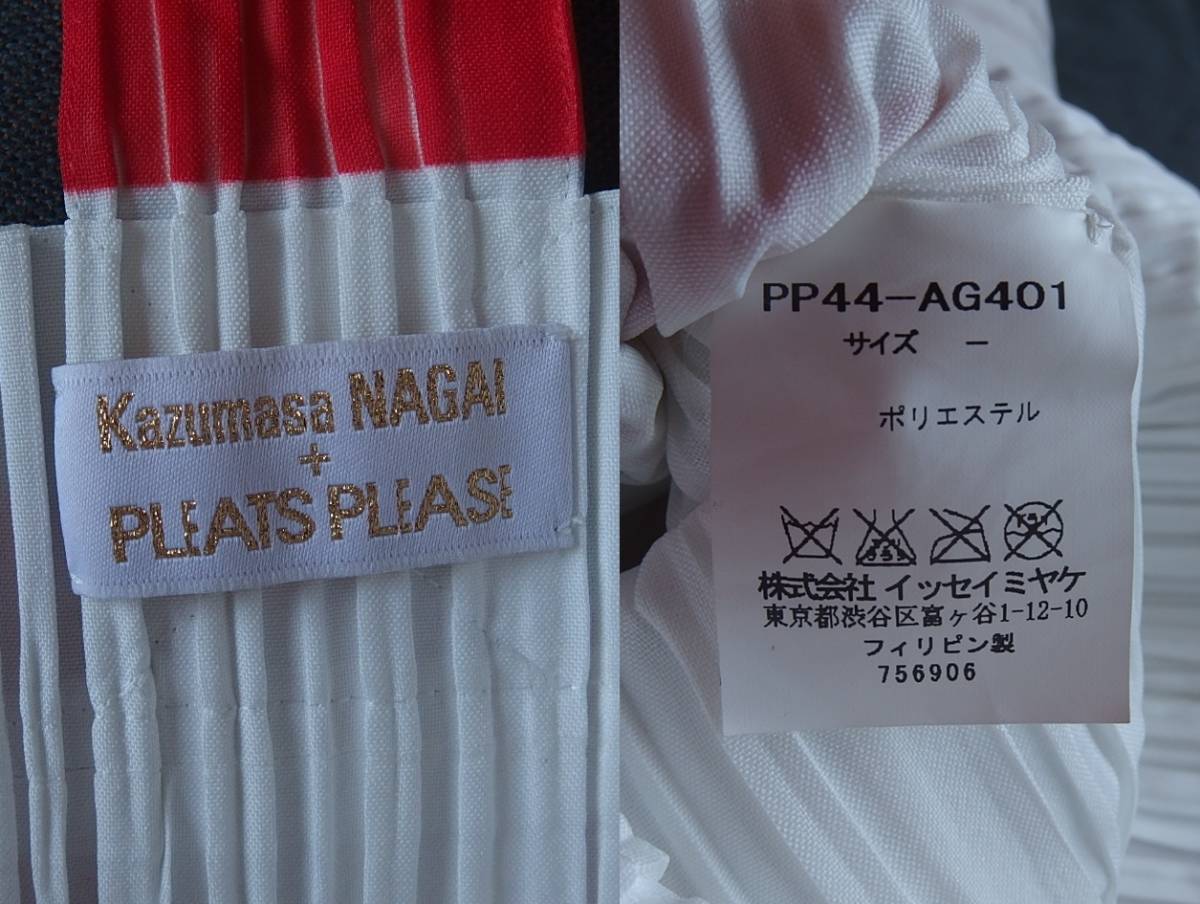 Kazumasa NAGAI
+
PLEATS PLEASE
PP44-AG401
サイズ －
ポリエステル
株式会社 イッセイ ミヤケ
東京都渋谷区富ヶ谷1-12-10
フィリピン製
756906